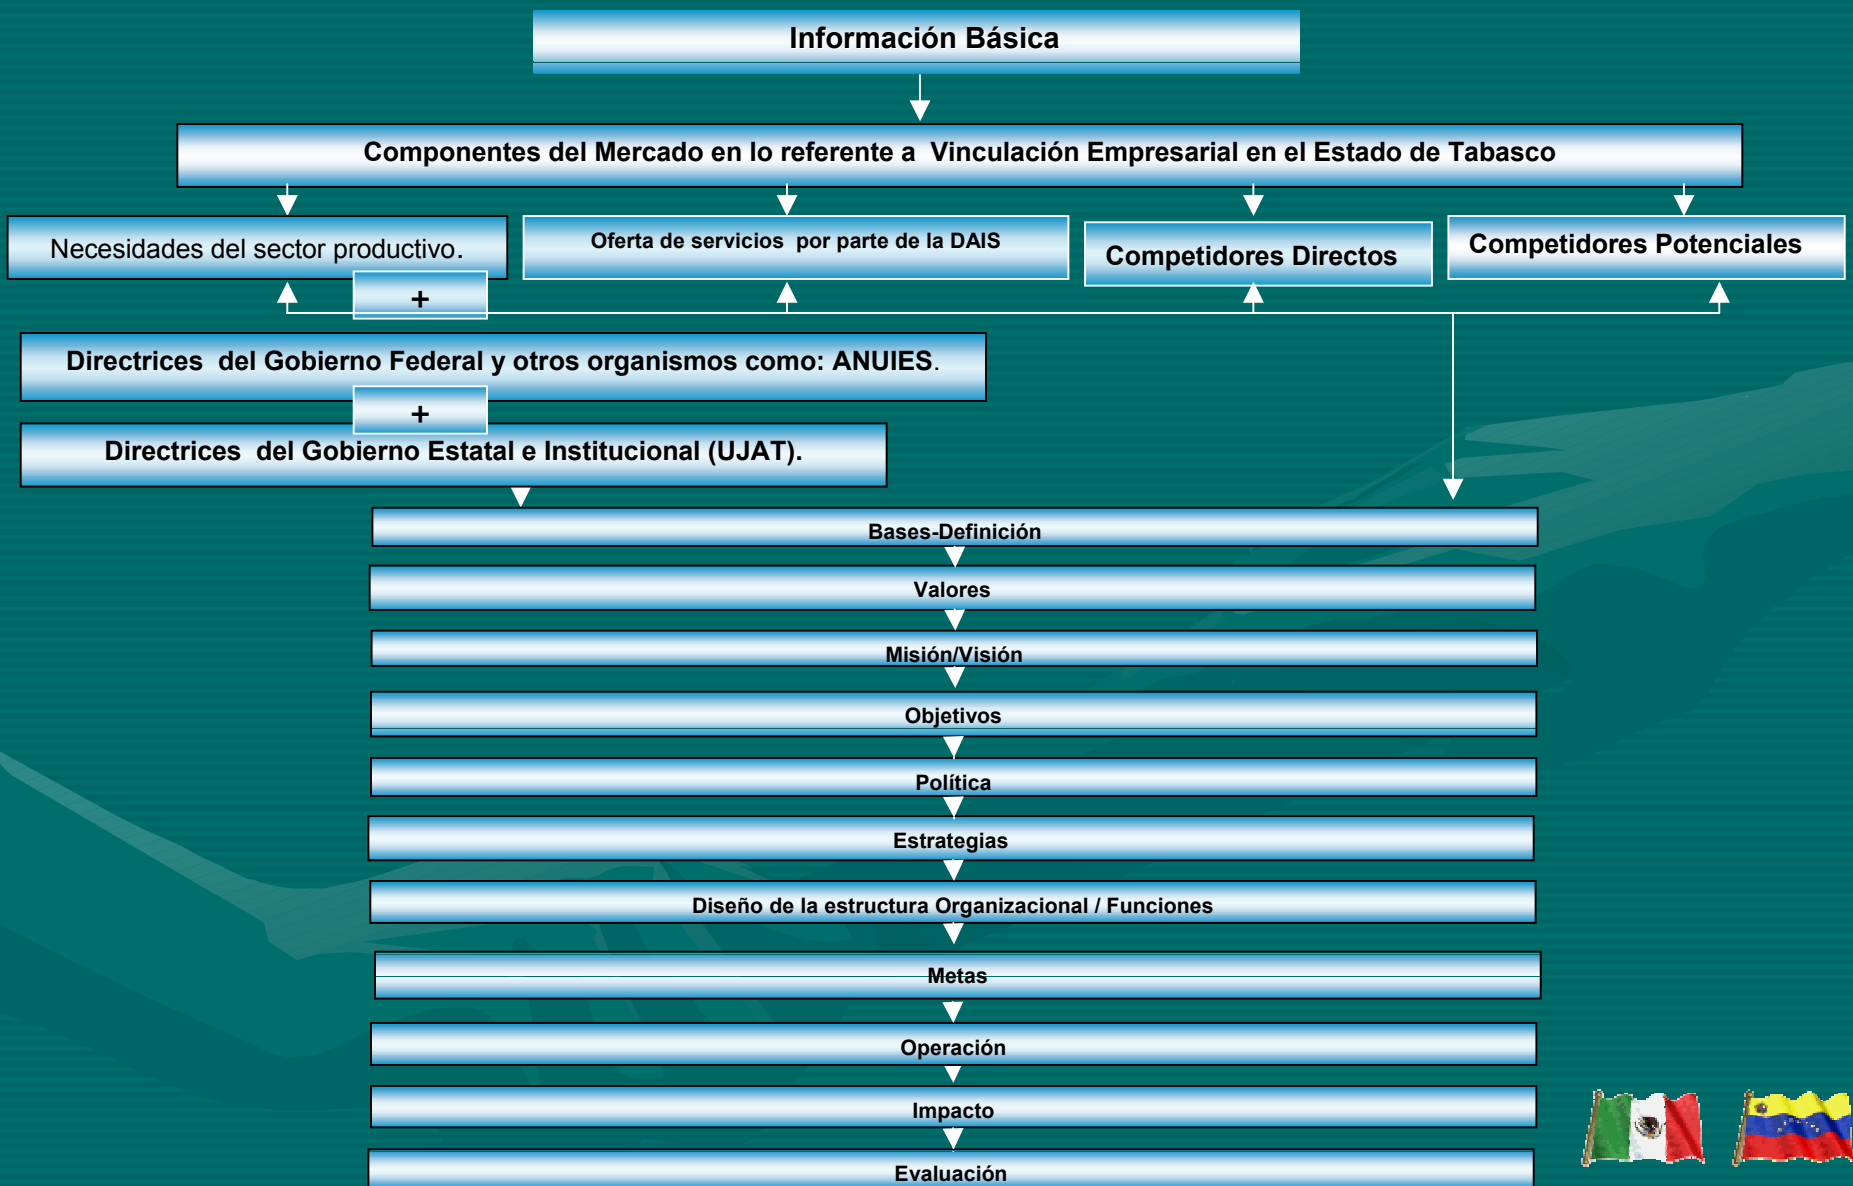 Información Básica
Componentes del Mercado en lo referente a Vinculación Empresarial en el Estado de Tabasco
Necesidades del sector productivo.
Oferta de servicios por parte de la DAIS
Competidores Directos
Competidores Potenciales
+
Directrices del Gobierno Federal y otros organismos como: ANUIES.
+
Directrices del Gobierno Estatal e Institucional (UJAT).
Bases-Definición
Valores
Misión/Visión
Objetivos
Política
Estrategias
Diseño de la estructura Organizacional / Funciones
Metas
Operación
Impacto
Evaluación